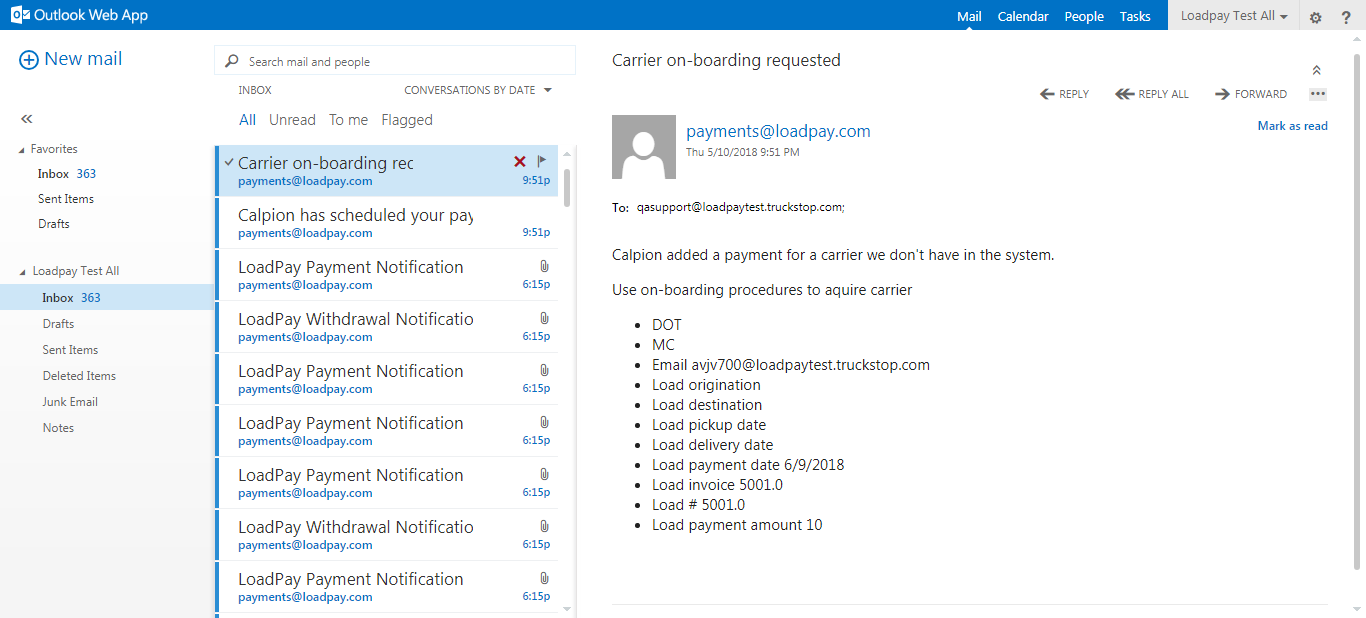 Outlook Web App
Mail Calendar People Tasks Loadpay Test All ?
New mail
Favorites
Inbox 363
Sent Items
Drafts
Loadpay Test All
Inbox 363
Drafts
Sent Items
Deleted Items
Junk Email
Notes
Search mail and people
INBOX CONVERSATIONS BY DATE
All Unread To me Flagged
Carrier on-boarding rec
payments@loadpay.com 9:51p
Calpion has scheduled your pay
payments@loadpay.com 9:51p
LoadPay Payment Notification
payments@loadpay.com 6:15p
LoadPay Withdrawal Notificatio
payments@loadpay.com 6:15p
LoadPay Payment Notification
payments@loadpay.com 6:15p
LoadPay Payment Notification
payments@loadpay.com 6:15p
LoadPay Payment Notification
payments@loadpay.com 6:15p
LoadPay Withdrawal Notificatio
payments@loadpay.com 6:15p
LoadPay Payment Notification
payments@loadpay.com 6:15p
Carrier on-boarding requested
REPLY REPLY ALL FORWARD
Mark as read
payments@loadpay.com
Thu 5/10/2018 9:51 PM
To: qasupport@loadpaytest.truckstop.com;
Calpion added a payment for a carrier we don't have in the system.
Use on-boarding procedures to aquire carrier
• DOT
• MC
• Email avjv700@loadpaytest.truckstop.com
• Load origination
• Load destination
• Load pickup date
• Load delivery date
• Load payment date 6/9/2018
• Load invoice 5001.0
• Load # 5001.0
• Load payment amount 10